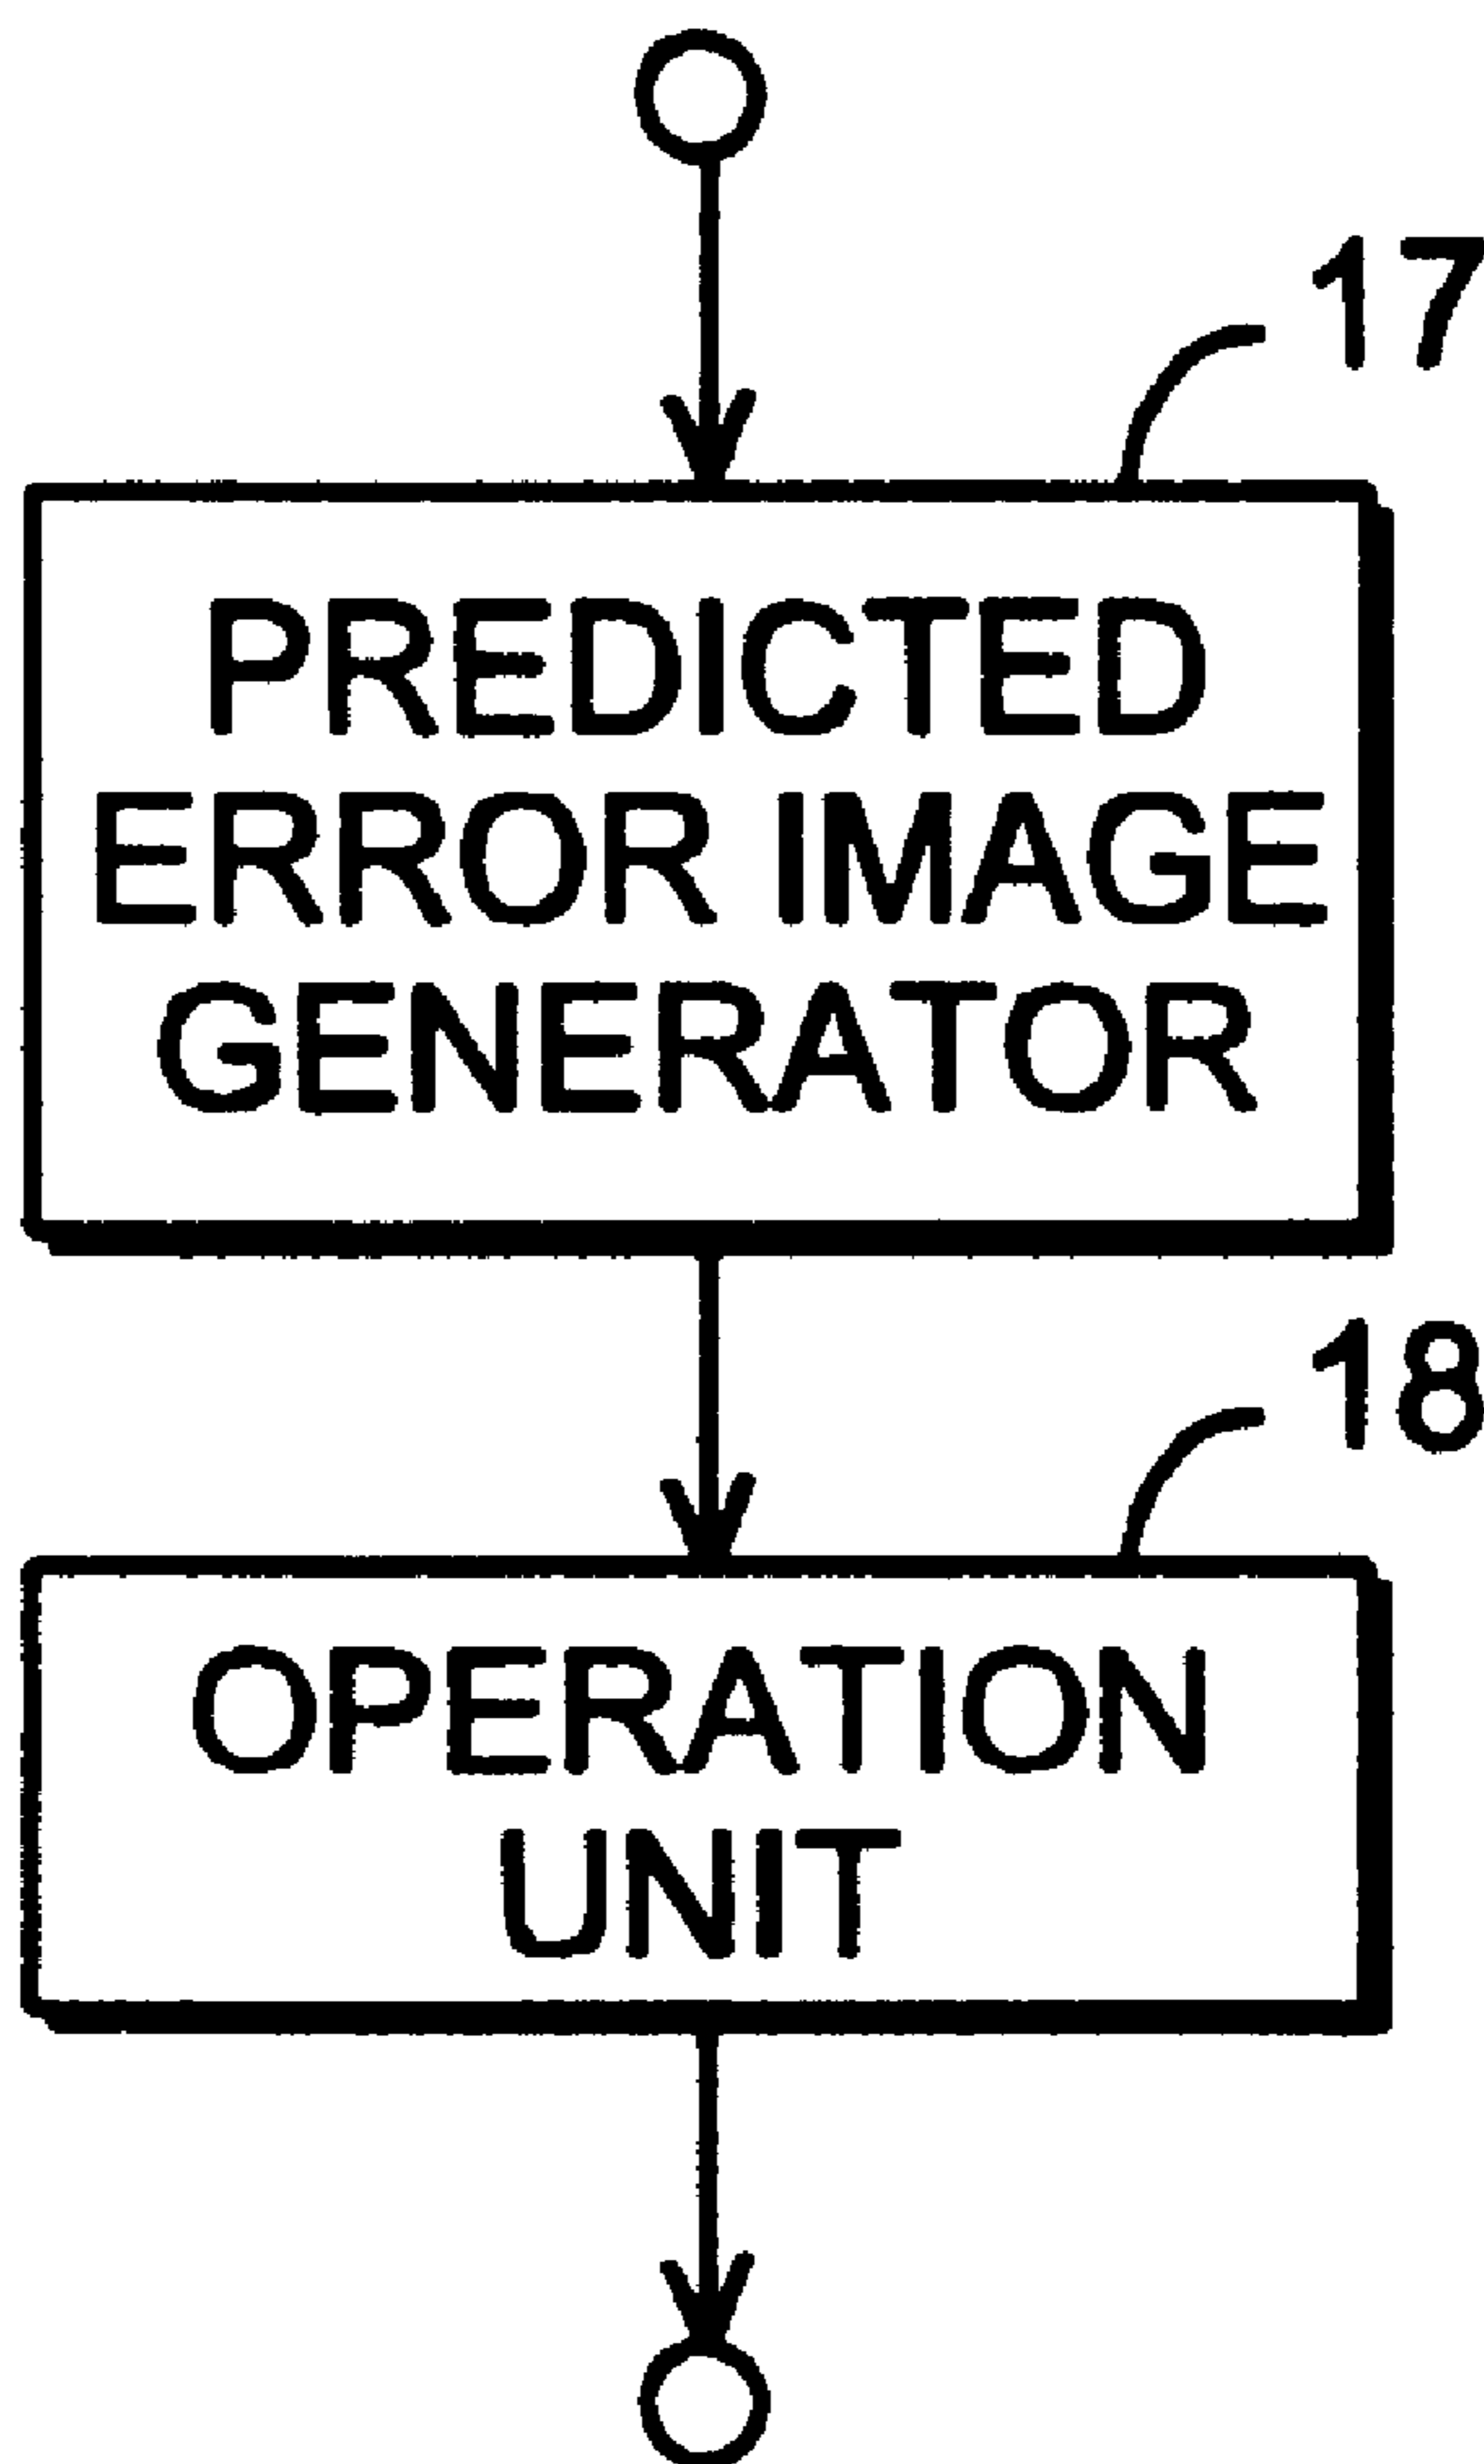 17
PREDICTED
ERROR IMAGE
GENERATOR
18
OPERATION
UNIT